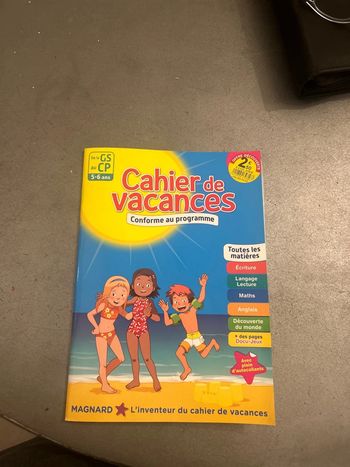 De la GS
au CP
5-6 ans
Cahier de
vacances
Conforme au programme
Toutes les
matières
Écriture
Langage
Lecture
Maths
Anglais
Découverte
du monde
+ des pages
Docu-Jeux
Avec
plein
d'autocollants
MAGNARD
L'inventeur du cahier de vacances